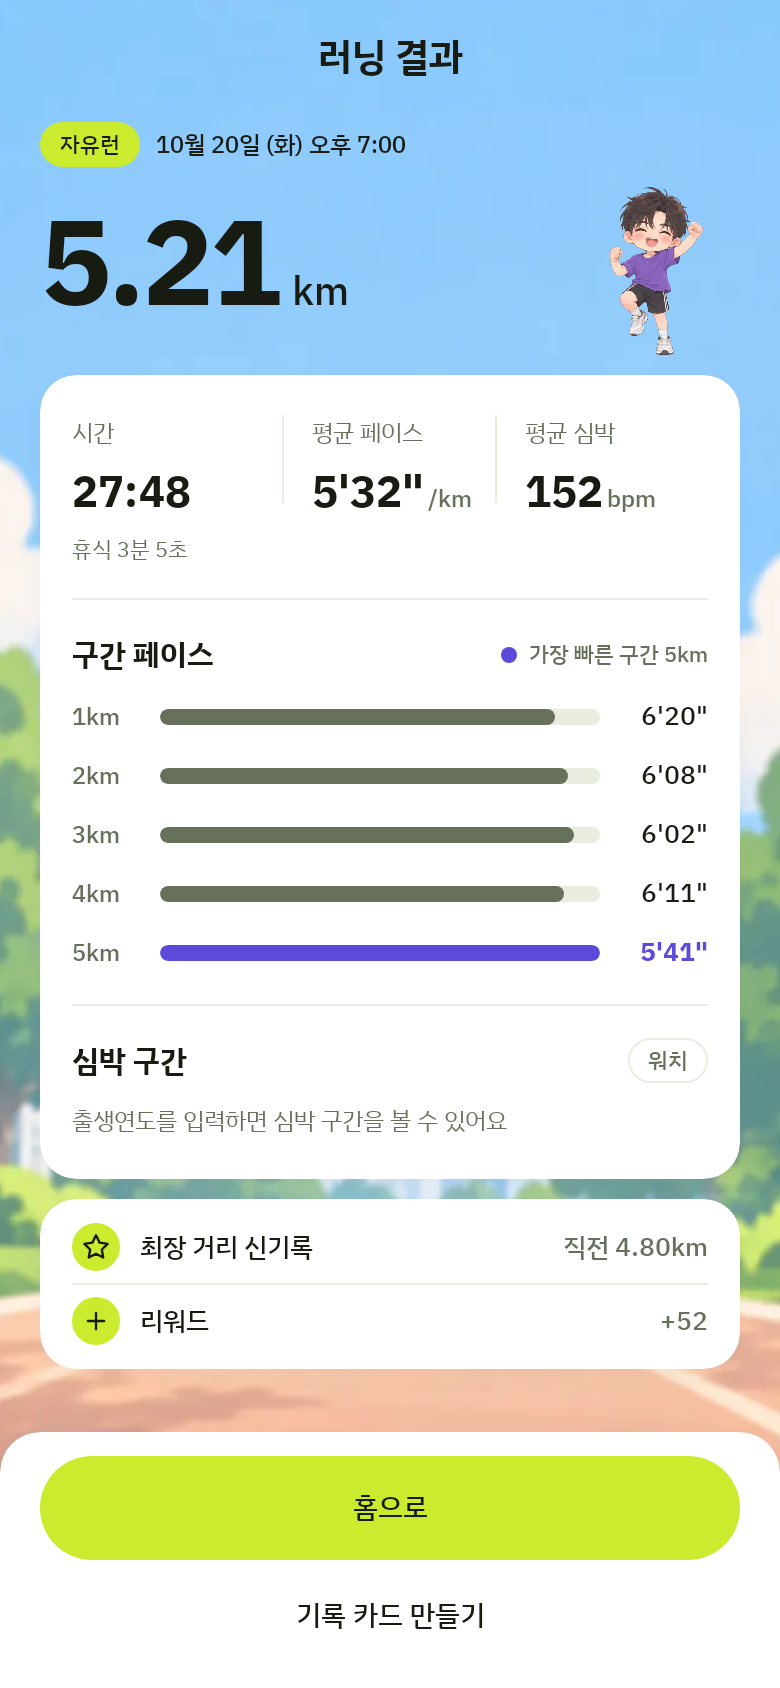 러닝 결과
자유런 10월 20일 (화) 오후 7:00
5.21 km
시간 평균 페이스 평균 심박
27:48 5'32" /km 152 bpm
휴식 3분 5초
구간 페이스 가장 빠른 구간 5km
1km 6'20"
2km 6'08"
3km 6'02"
4km 6'11"
5km 5'41"
심박 구간 워치
출생연도를 입력하면 심박 구간을 볼 수 있어요
최장 거리 신기록 직전 4.80km
리워드 +52
홈으로
기록 카드 만들기